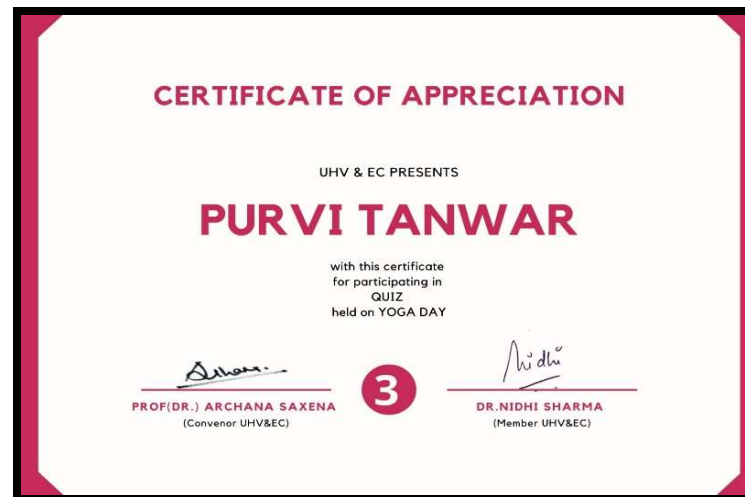 CERTIFICATE OF APPRECIATION
UHV & EC PRESENTS
PURVI TANWAR
with this certificate
for participating in
QUIZ
held on YOGA DAY
Nidhi
3
PROF(DR.) ARCHANA SAXENA
(Convenor UHV&EC)
DR.NIDHI SHARMA
(Member UHV&EC)